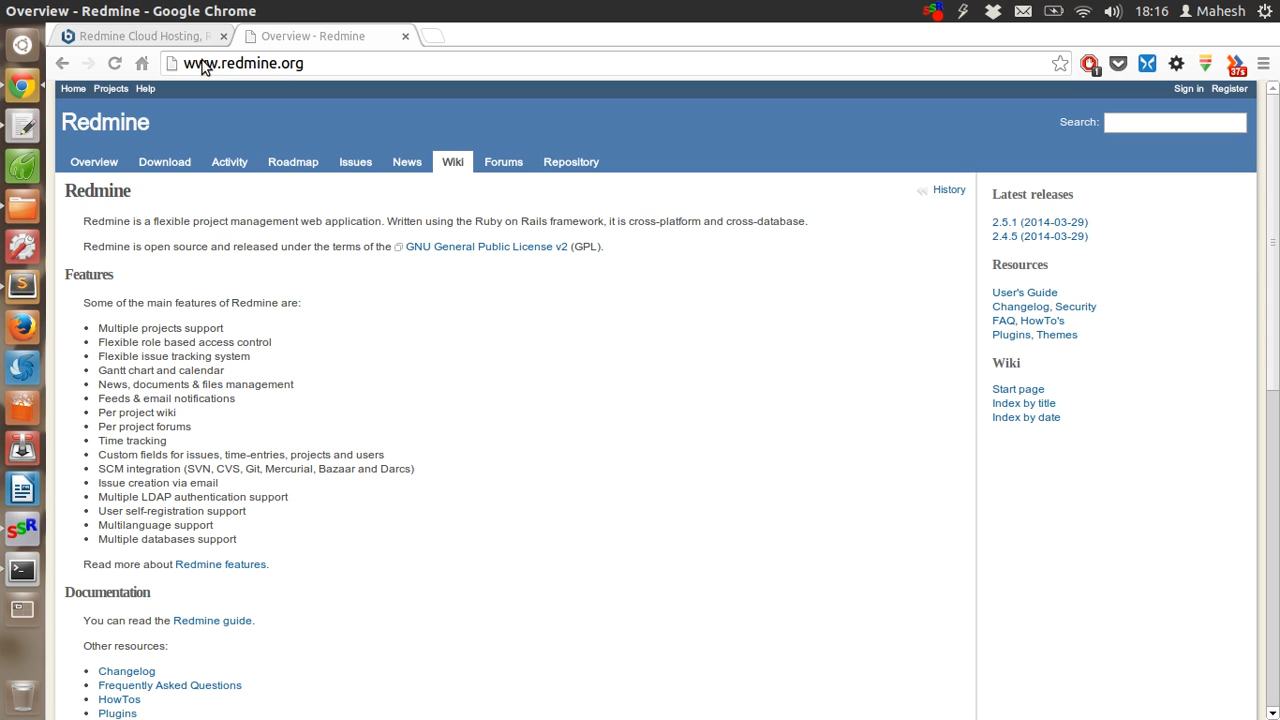 Overview - Redmine - Google Chrome
18:16 Mahesh
Redmine Cloud Hosting, R
Overview - Redmine
www.redmine.org
1
37s
Home Projects Help
Sign in Register
Redmine
Search:
Overview Download Activity Roadmap Issues News Wiki Forums Repository
Redmine
History
Redmine is a flexible project management web application. Written using the Ruby on Rails framework, it is cross-platform and cross-database.
Redmine is open source and released under the terms of the GNU General Public License v2 (GPL).
Features
Some of the main features of Redmine are:
Multiple projects support
Flexible role based access control
Flexible issue tracking system
Gantt chart and calendar
News, documents & files management
Feeds & email notifications
Per project wiki
Per project forums
Time tracking
Custom fields for issues, time-entries, projects and users
SCM integration (SVN, CVS, Git, Mercurial, Bazaar and Darcs)
Issue creation via email
Multiple LDAP authentication support
User self-registration support
Multilanguage support
Multiple databases support
Read more about Redmine features.
Documentation
You can read the Redmine guide.
Other resources:
Changelog
Frequently Asked Questions
HowTos
Plugins
Latest releases
2.5.1 (2014-03-29)
2.4.5 (2014-03-29)
Resources
User's Guide
Changelog, Security
FAQ, HowTo's
Plugins, Themes
Wiki
Start page
Index by title
Index by date
SSR